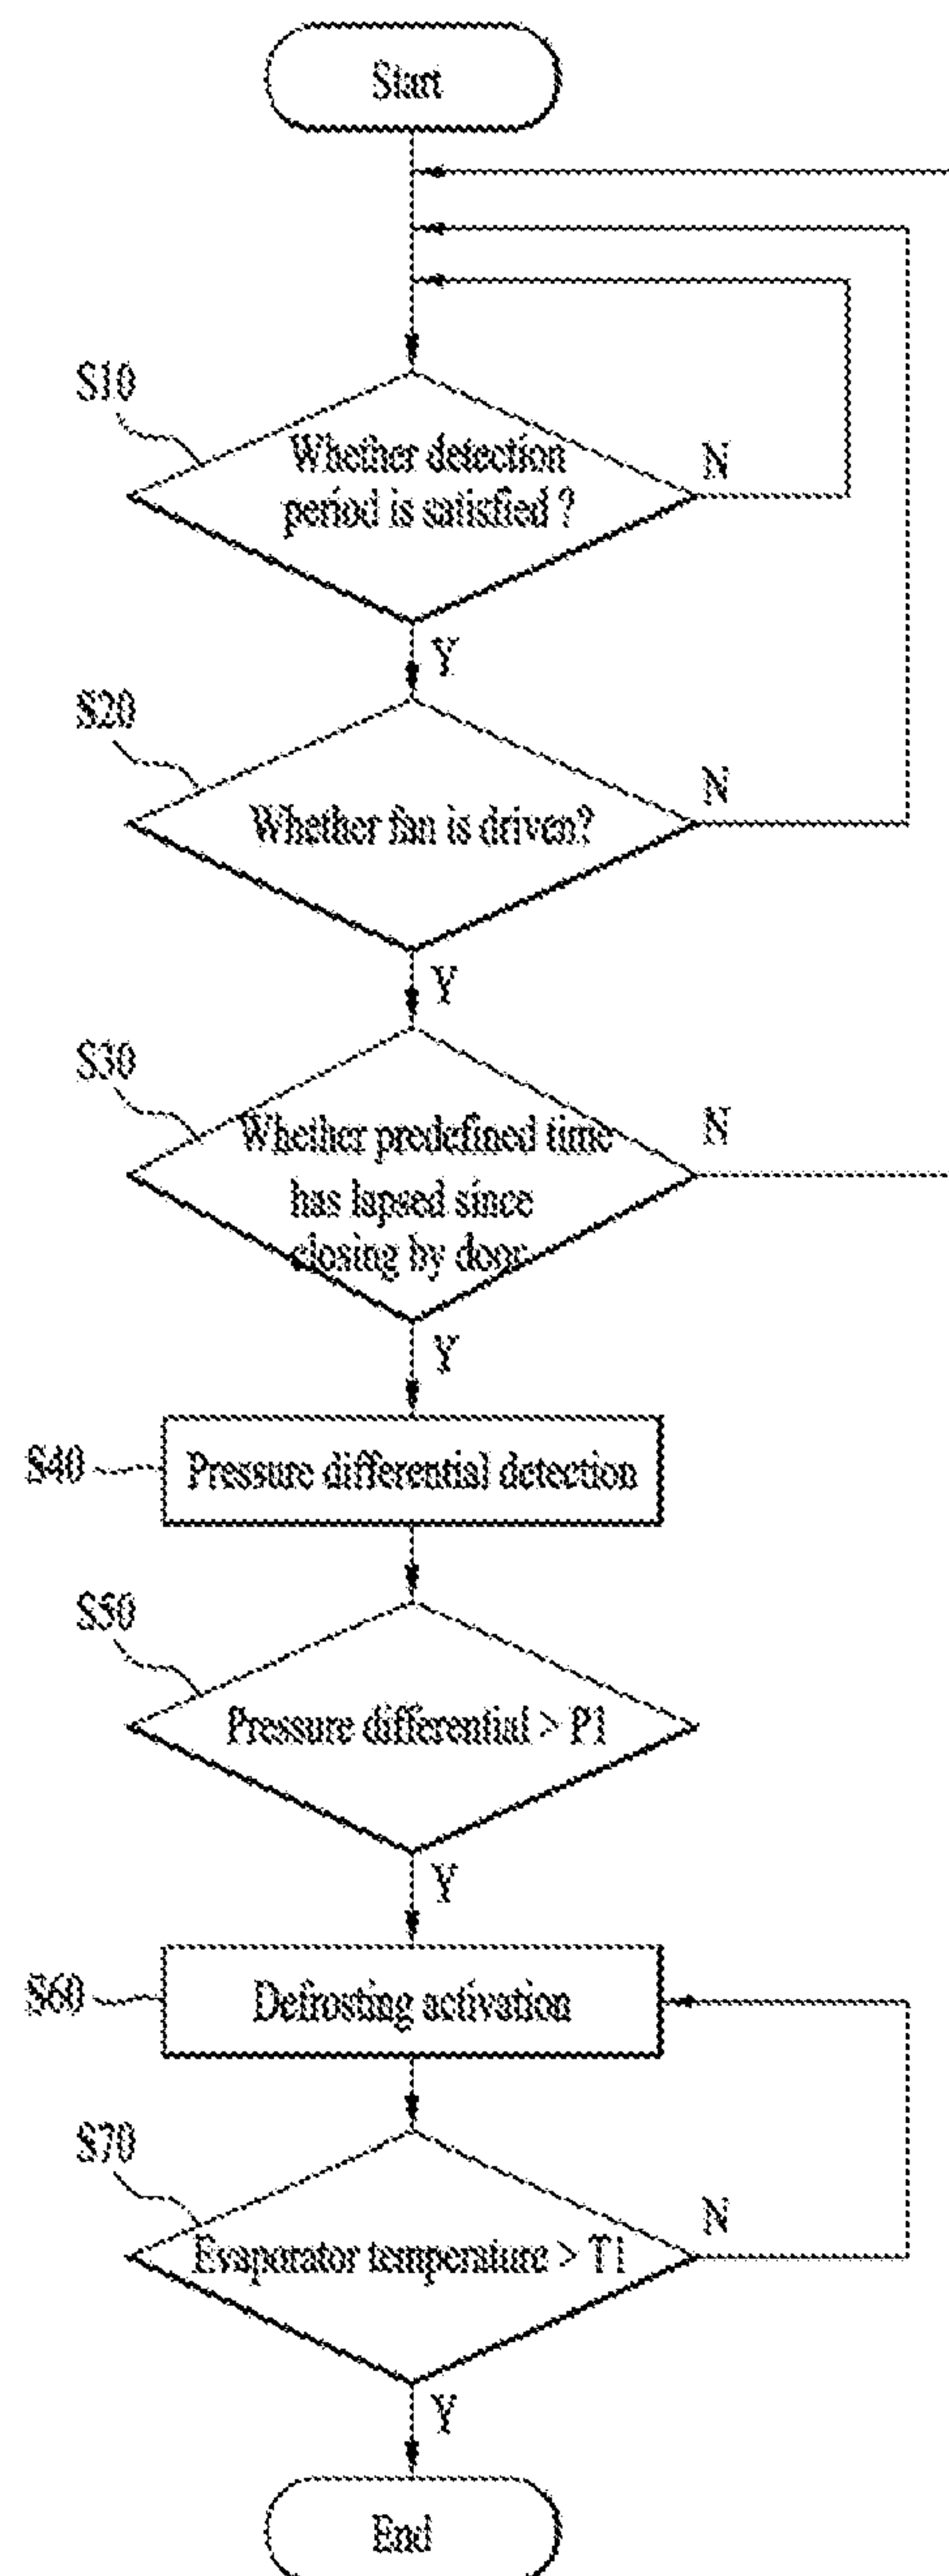 Start
S10
Whether detection
period is satisfied ?
N
Y
S20
Whether fan is driven?
N
Y
S30
Whether predefined time
has lapsed since
closing by door
N
Y
S40
Pressure differential detection
S50
Pressure differential > P1
Y
S60
Defrosting activation
S70
Evaporator temperature > T1
N
Y
End